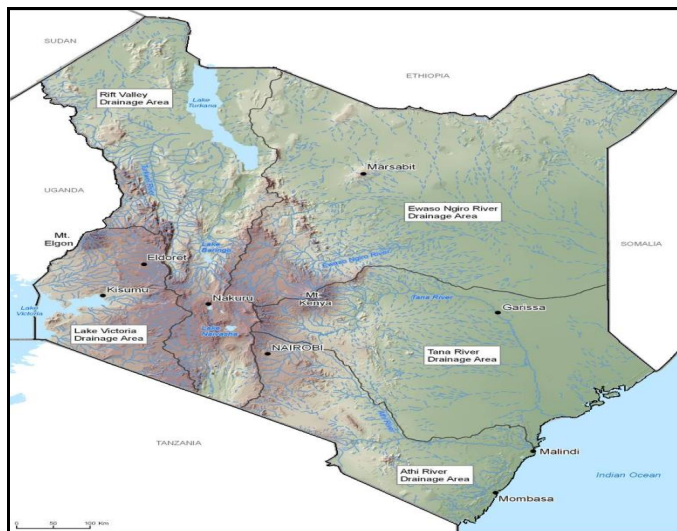 SUDAN
ETHIOPIA
Rift Valley
Drainage Area
Lake
Turkana
Marsabit
UGANDA
Ewaso Ngiro River
Drainage Area
Mt.
Elgon
SOMALIA
Lake
Baringo
Ewaso Ngiro River
Eldoret
Kisumu
Nakuru
Mt.
Kenya
Tana River
Garissa
Lake
Victoria
Lake Victoria
Drainage Area
Lake
Naivasha
NAIROBI
Tana River
Drainage Area
TANZANIA
Malindi
Athi River
Drainage Area
Indian Ocean
Mombasa
0 50 100 Km